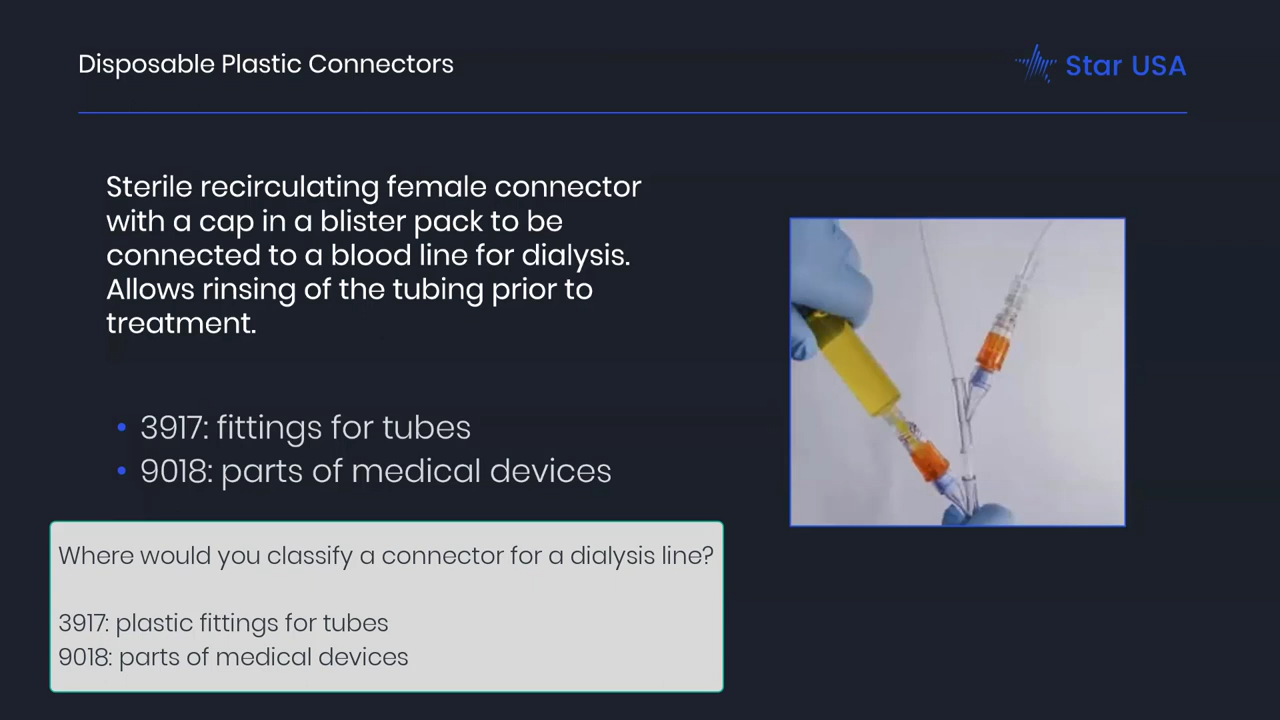 Disposable Plastic Connectors
Star USA
Sterile recirculating female connector
with a cap in a blister pack to be
connected to a blood line for dialysis.
Allows rinsing of the tubing prior to
treatment.
• 3917: fittings for tubes
• 9018: parts of medical devices
Where would you classify a connector for a dialysis line?
3917: plastic fittings for tubes
9018: parts of medical devices